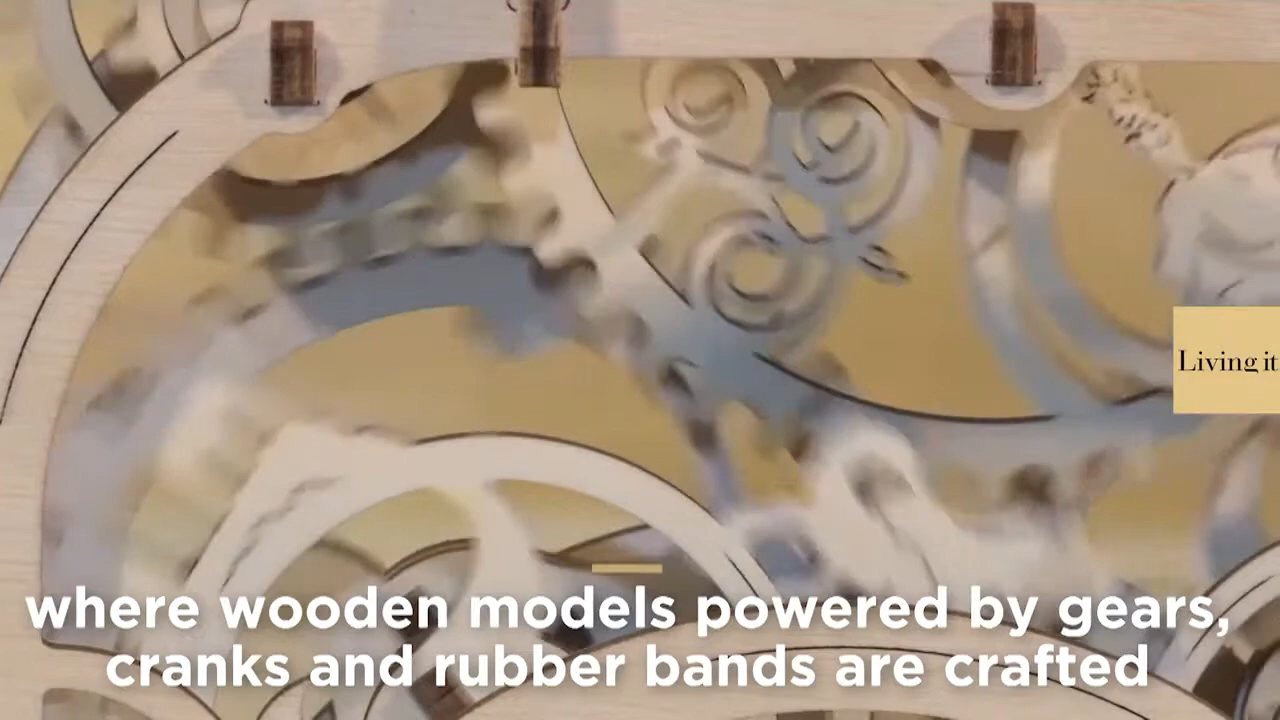 Living it
where wooden models powered by gears,
cranks and rubber bands are crafted